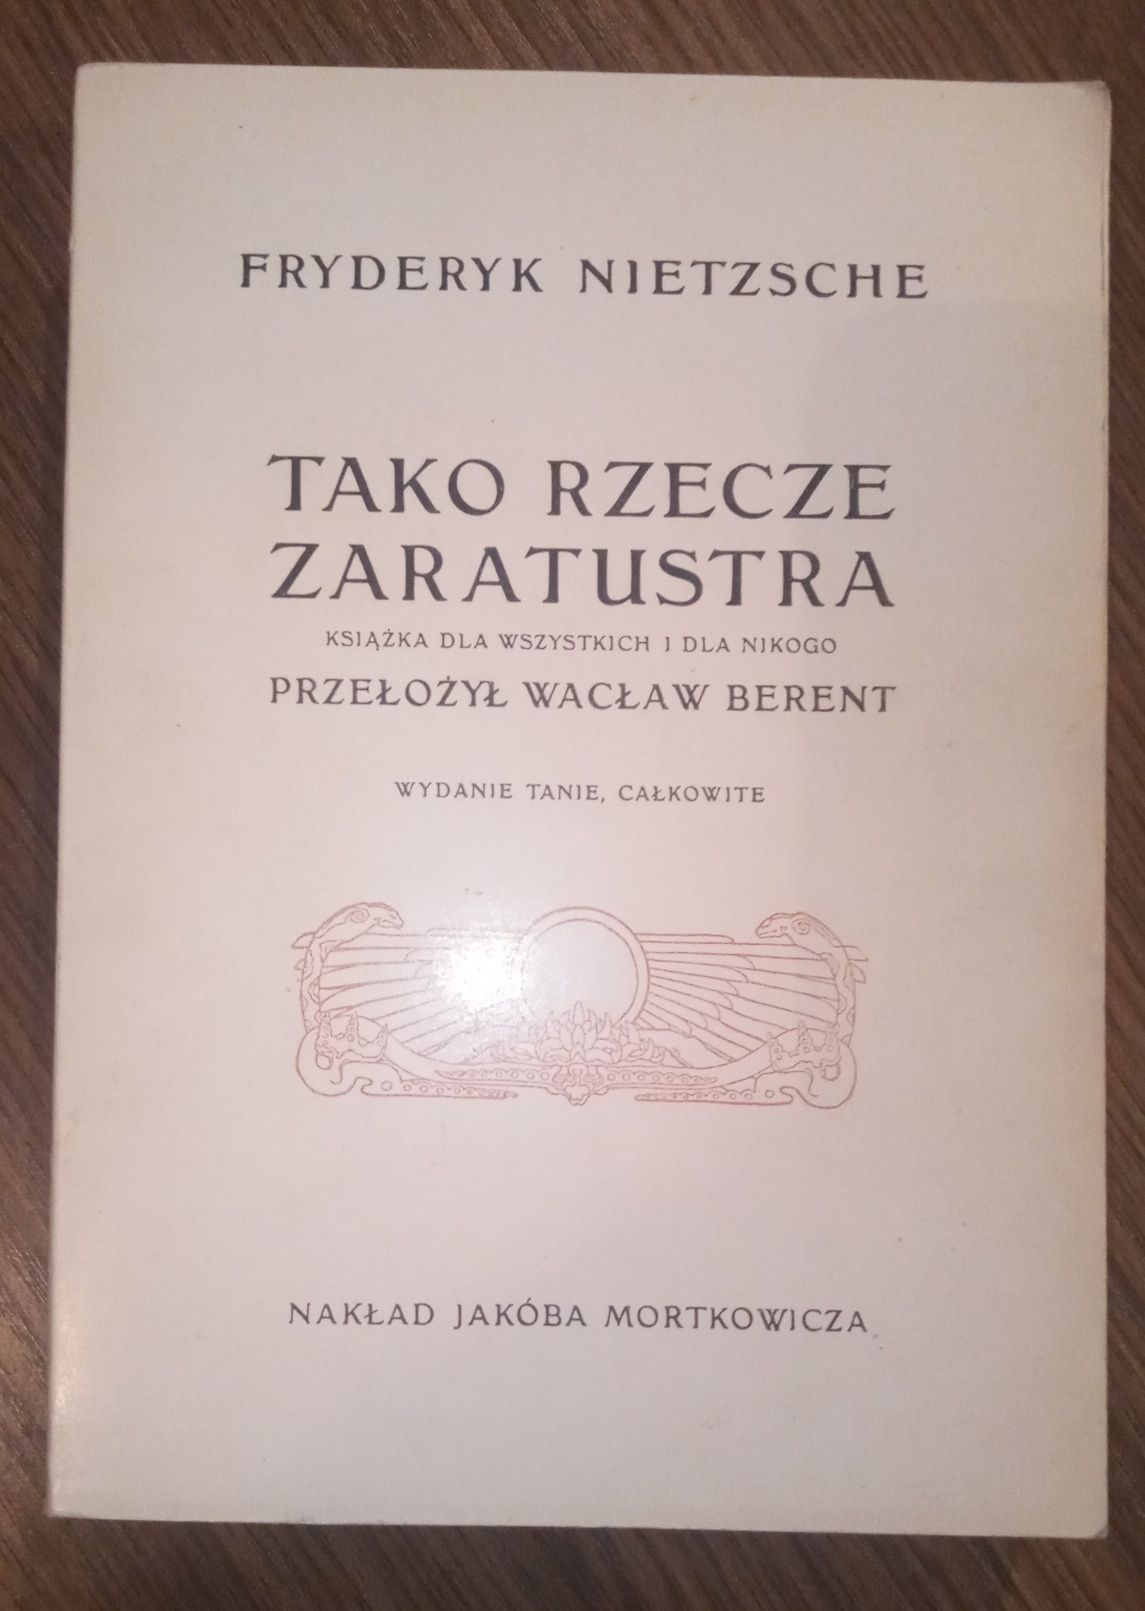 FRYDERYK NIETZSCHE
TAKO RZECZE
ZARATUSTRA
KSIĄŻKA DLA WSZYSTKICH I DLA NIKOGO
PRZEŁOŻYŁ WACŁAW BERENT
WYDANIE TANIE, CAŁKOWITE
NAKŁAD JAKÓBA MORTKOWICZA